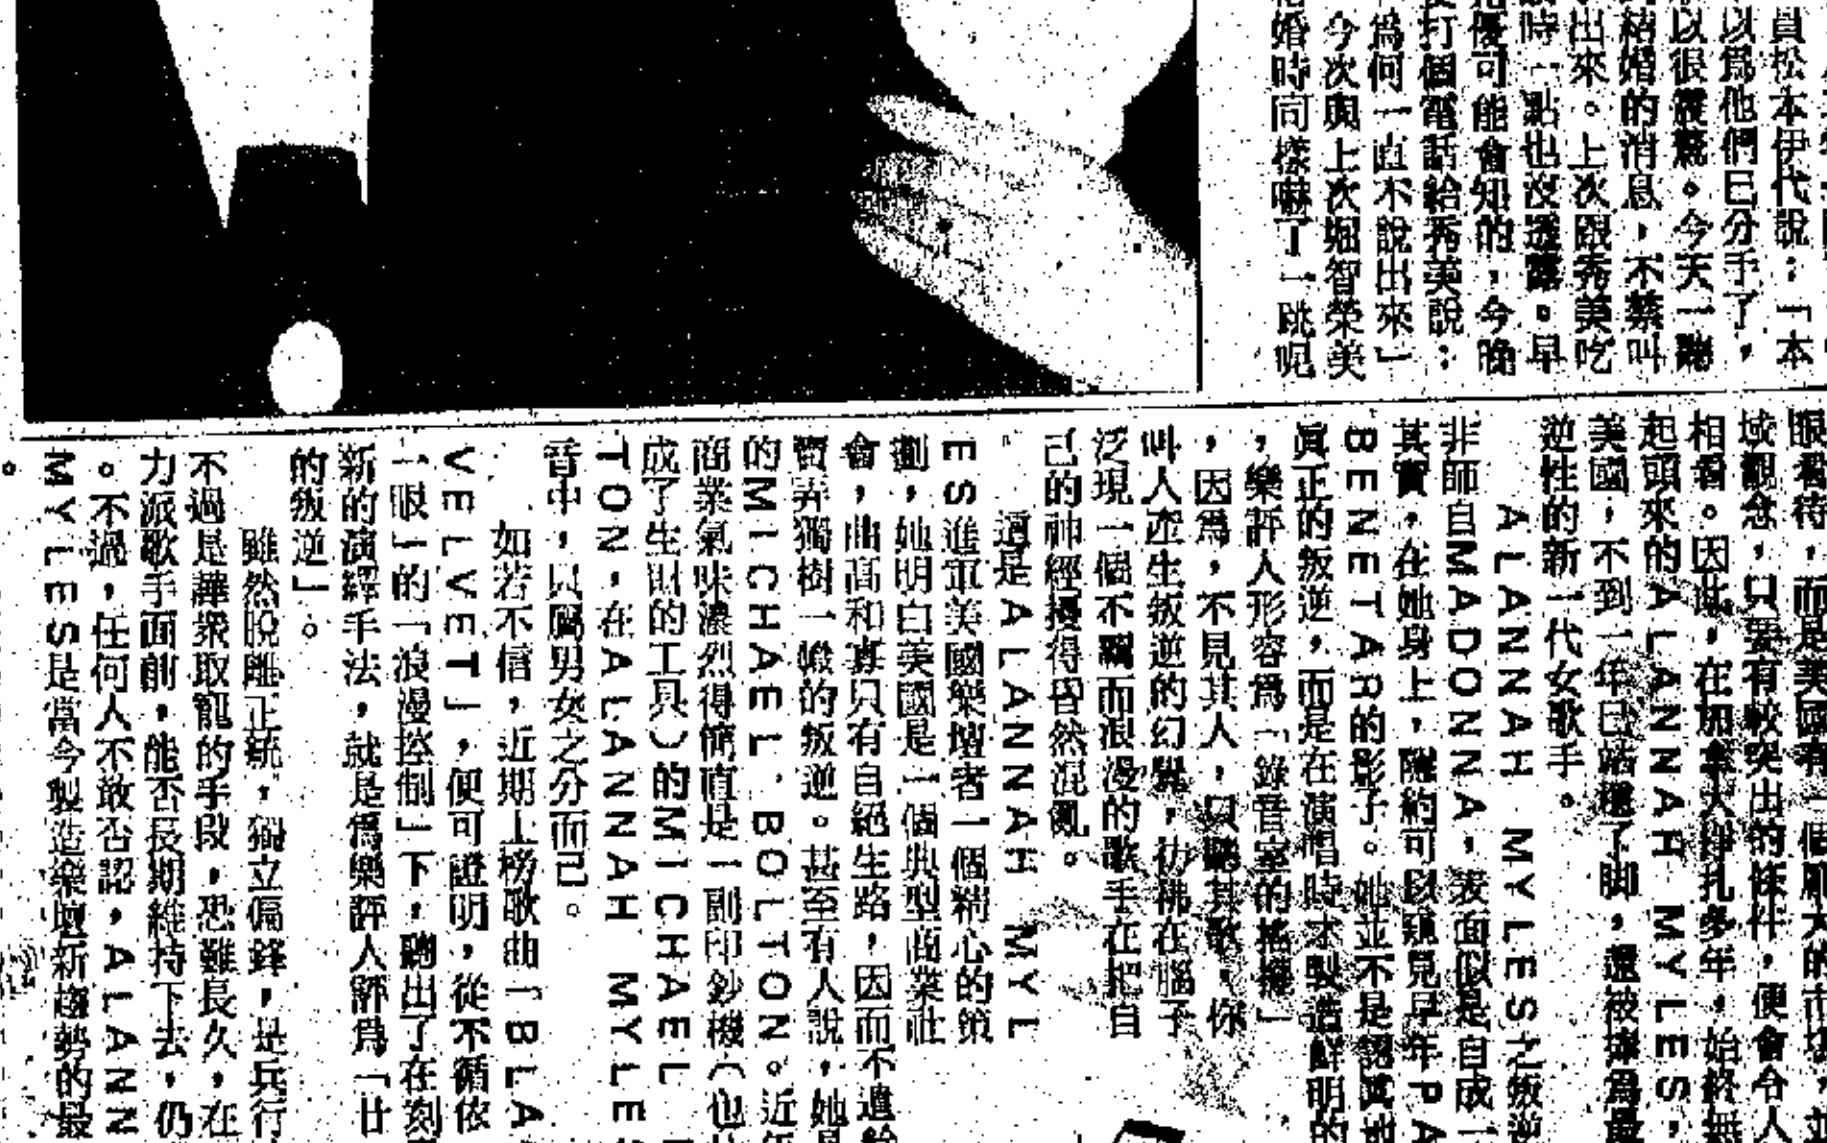 員松本伊代說：「本
以爲他們已分手了，
以很震驚。今天一聽
結婚的消息，不禁叫
出來。上次跟秀美吃
時一點也沒透露。早
優可能會知的，今晚
打個電話給秀美說：
爲何一直不說出來」
今次與上次堀智榮美
婚時同樣嚇了一跳呢
眼看待，而是美國有一個龐大的市場，並
域觀念，只要有較突出的條件，便會令人
相看。因此，在加拿大掙扎多年，始終無
起頭來的ALANNAH MYLES，
美國，不到一年已站穩了脚，還被擇爲最
逆性的新一代女歌手。
ALANNAH MYLES十叛逆
非師自MADONNA，表面似是自成一
其實，在她身上，隱約可以窺見早年PA
BENETAR的影子。她並不是認眞地
眞正的叛逆，而是在演唱時才製造鮮明的
，樂評人形容爲「錄音室的搖擺」
，因爲，不見其人，只聽其歌，你
叫人產生叛逆的幻覺，彷彿在腦子
泛現一個不羈而浪漫的歌手在把自
己的神經擾得昏然混亂。
這是ALANNAH MYL
ES進軍美國樂壇者一個精心的策
劃，她明白美國是一個典型商業社
會，曲高和寡只有自絕生路，因而不遺餘
賣弄獨樹一幟的叛逆。甚至有人說，她是
的MICHAEL BOLTON。近年
商業氣味濃烈得簡直是一副印鈔機（也
成了生財的工具）的MICHAEL
TON，在ALANNAH MYLES
音中，只屬男女之分而已。
如若不信，近期上榜歌曲「BLA
VELVET」，便可證明，從不循依
一眼」的「浪漫控制」下，聽出了在刻
新的演繹手法，就是爲樂評人評爲「廿
的叛逆」。
雖然脫離正統，獨立偏鋒，是兵行
不過是譁衆取寵的手段，恐難長久，在
力派歌手面前，能否長期維持下去，仍
。不過，任何人不敢否認，ALANN
MYLES是當今製造樂壇新趨勢的最
。